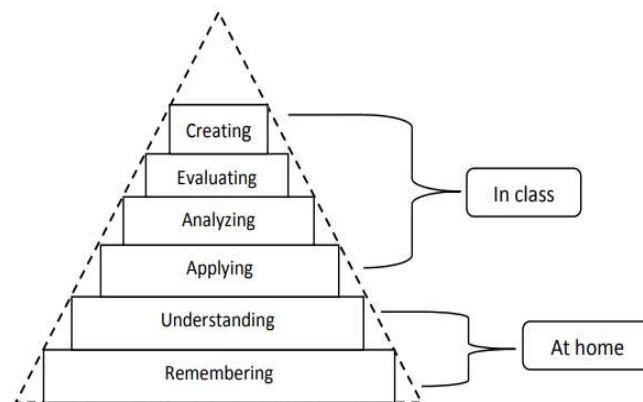 Creating
Evaluating
In class
Analyzing
Applying
Understanding
At home
Remembering